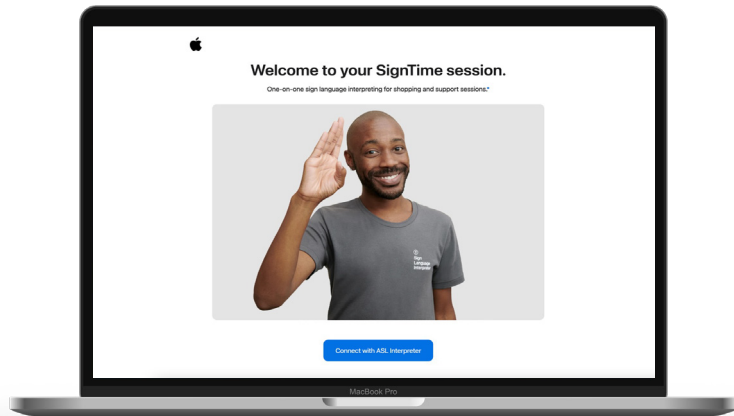 Welcome to your SignTime session.
One-on-one sign language interpreting for shopping and support sessions.*
Sign
Language
Interpreter
Connect with ASL Interpreter
MacBook Pro